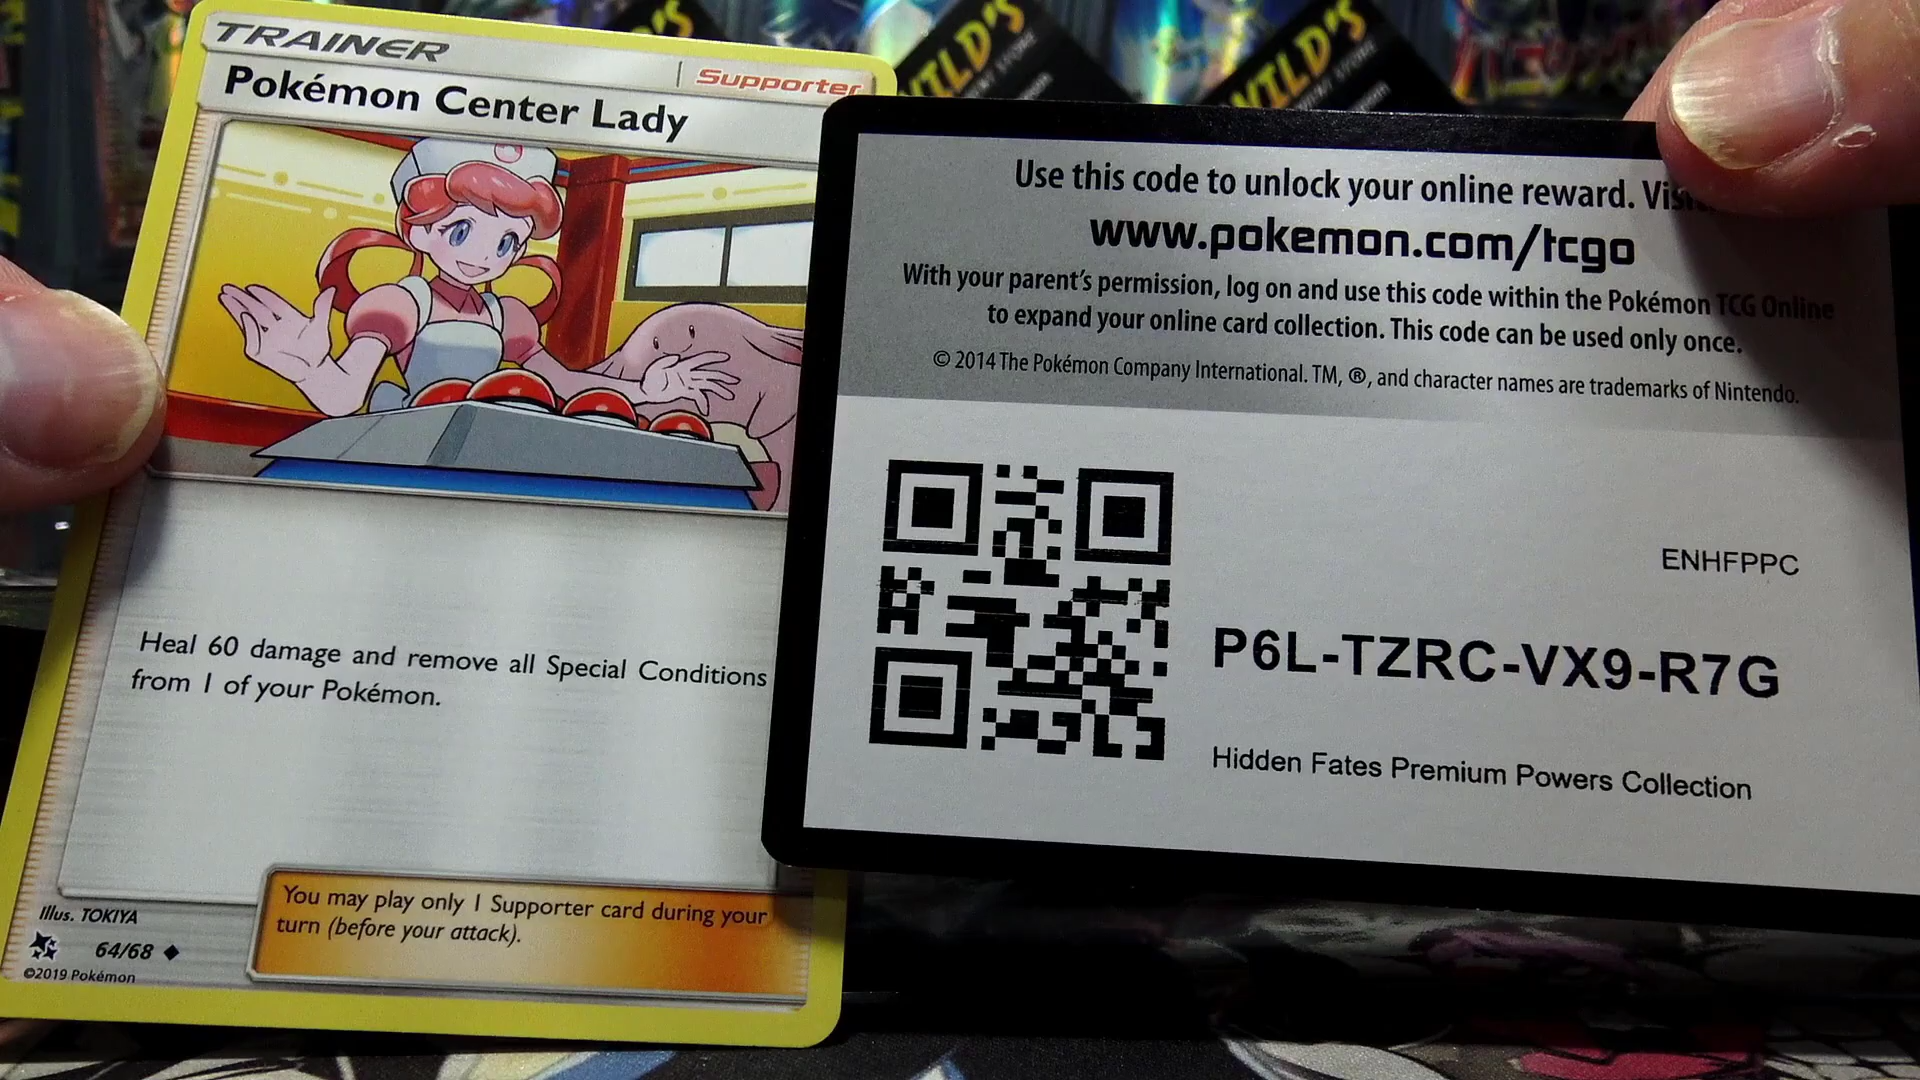 TRAINER
Supporter
Pokémon Center Lady
Heal 60 damage and remove all Special Conditions
from 1 of your Pokémon.
You may play only 1 Supporter card during your
turn (before your attack).
Illus. TOKIYA
64/68
©2019 Pokémon
Use this code to unlock your online reward.
www.pokemon.com/tcgo
With your parent's permission, log on and use this code within the Pokémon TCG Online
to expand your online card collection. This code can be used only once.
© 2014 The Pokémon Company International. TM, ®, and character names are trademarks of Nintendo.
ENHFPPC
P6L-TZRC-VX9-R7G
Hidden Fates Premium Powers Collection